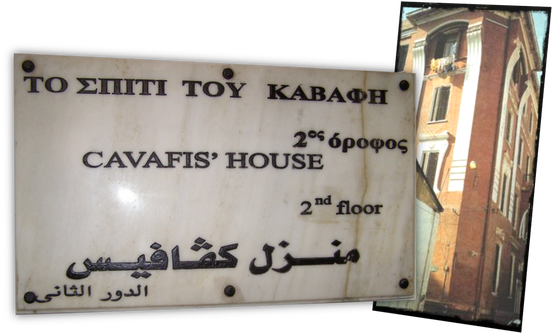 ΤΟ ΣΠΙΤΙ ΤΟΥ ΚΑΒΑΦΗ
2ος όροφος
CAVAFIS' HOUSE
2nd floor
منزل كڤافيس
الدور الثانى